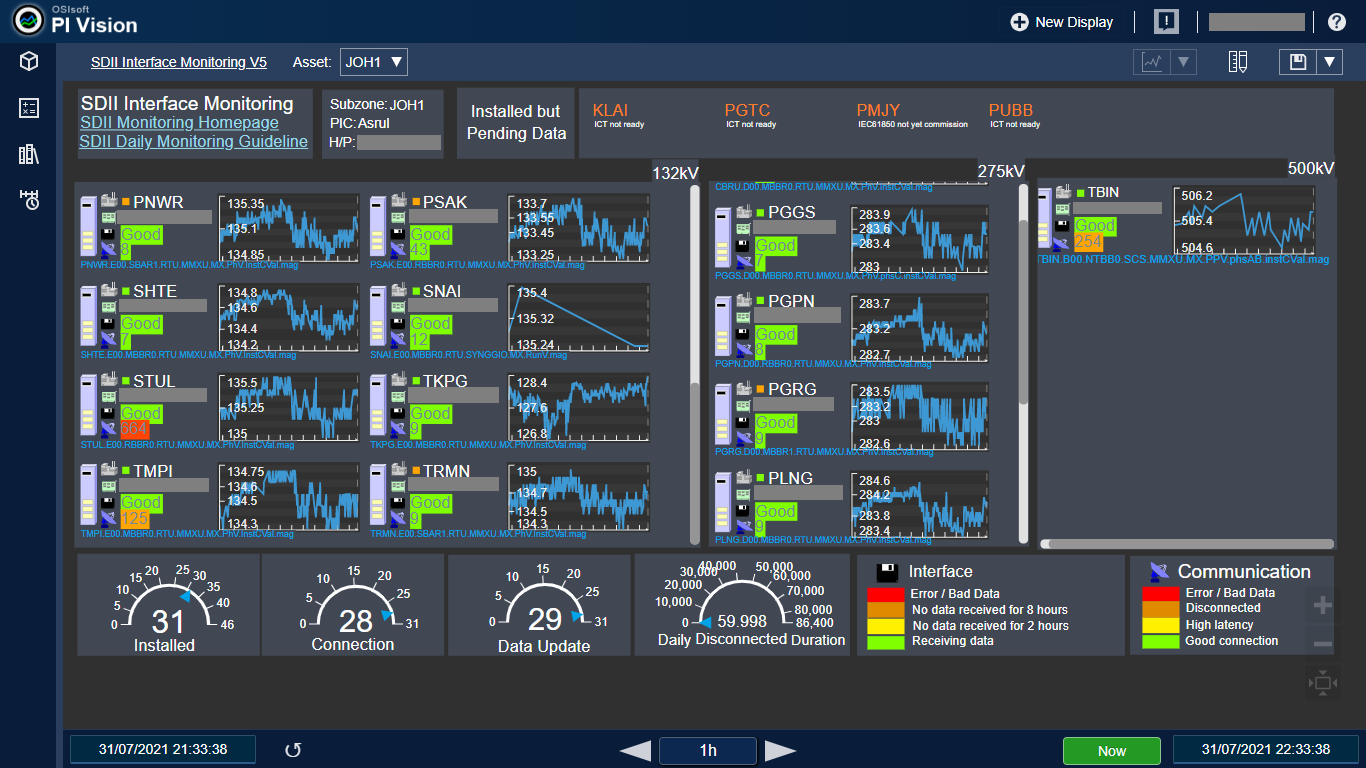 OSIsoft
PI Vision
New Display
SDII Interface Monitoring V5
Asset:
JOH1
SDII Interface Monitoring
SDII Monitoring Homepage
SDII Daily Monitoring Guideline
Subzone: JOH1
PIC: Asrul
H/P:
Installed but
Pending Data
KLAI
ICT not ready
PGTC
ICT not ready
PMJY
IEC61850 not yet commission
PUBB
ICT not ready
132kV
PNWR
Good
8
135.35
135.1
134.85
PNWR.E00.SBAR1.RTU.MMXU.MX.PhV.InstCVal.mag
PSAK
Good
43
133.7
133.55
133.45
133.25
PSAK.E00.RBBR0.RTU.MMXU.MX.PhV.InstCVal.mag
SHTE
Good
7
134.8
134.6
134.4
134.2
SHTE.E00.MBBR0.RTU.MMXU.MX.PhV.InstCVal.mag
SNAI
Good
12
135.4
135.32
135.24
SNAI.E00.MBBR0.RTU.SYNGGIO.MX.RunV.mag
STUL
Good
664
135.5
135.25
135
STUL.E00.RBBR0.RTU.MMXU.MX.PhV.InstCVal.mag
TKPG
Good
9
128.4
127.6
126.8
TKPG.E00.MBBR0.RTU.MMXU.MX.PhV.InstCVal.mag
TMPI
Good
125
134.75
134.6
134.5
134.3
TMPI.E00.MBBR0.RTU.MMXU.MX.PhV.InstCVal.mag
TRMN
Good
9
135
134.7
134.5
134.3
TRMN.E00.SBAR1.RTU.MMXU.MX.PhV.InstCVal.mag
275kV
CBRU.D00.MBBR0.RTU.MMXU.MX.PhV.InstCVal.mag
PGGS
Good
7
283.9
283.6
283.4
283
PGGS.D00.MBBR0.RTU.MMXU.MX.PhV.phsC.instCVal.mag
PGPN
Good
8
283.7
283.2
282.7
PGPN.D00.RBBR0.RTU.MMXU.MX.PhV.InstCVal.mag
PGRG
Good
9
283.5
283.2
283
282.6
PGRG.D00.MBBR1.RTU.MMXU.MX.PhV.InstCVal.mag
PLNG
Good
9
284.6
284.2
283.8
283.4
PLNG.D00.MBBR0.RTU.MMXU.MX.PhV.InstCVal.mag
500kV
TBIN
Good
254
506.2
505.4
504.6
TBIN.B00.NTBB0.SCS.MMXU.MX.PPV.phsAB.instCVal.mag
0 5 10 15 20 25 30 35 40 46
31
Installed
0 5 10 15 20 25 31
28
Connection
0 5 10 15 20 25 31
29
Data Update
0 10,000 20,000 30,000 40,000 50,000 60,000 70,000 80,000 86,400
59.998
Daily Disconnected Duration
Interface
Error / Bad Data
No data received for 8 hours
No data received for 2 hours
Receiving data
Communication
Error / Bad Data
Disconnected
High latency
Good connection
31/07/2021 21:33:38
1h
Now
31/07/2021 22:33:38